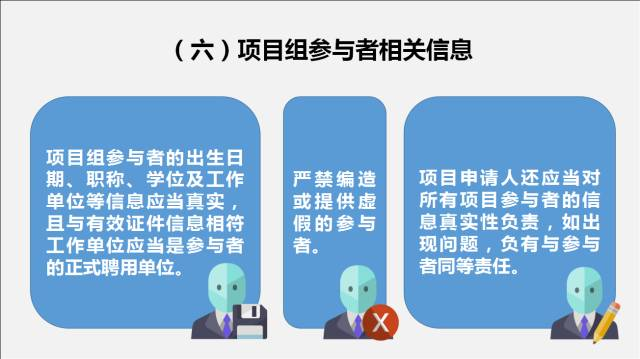 （六）项目组参与者相关信息
项目组参与者的出生日
期、职称、学位及工作
单位等信息应当真实，
且与有效证件信息相符
工作单位应当是参与者
的正式聘用单位。
严禁编造
或提供虚
假的参与
者。
项目申请人还应当对
所有项目参与者的信
息真实性负责，如出
现问题，负有与参与
者同等责任。
X